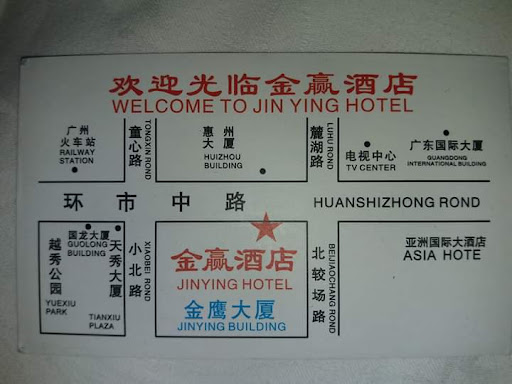 欢迎光临金赢酒店
WELCOME TO JIN YING HOTEL
广州
火车站
RAILWAY
STATION
童心路
TONGXIN ROND
惠州
大厦
HUIZHOU
BUILDING
麓湖路
LUHU ROND
电视中心
TV CENTER
广东国际大厦
GUANGDONG
INTERNATIONAL BUILDING
环市中路
HUANSHIZHONG ROND
越秀公园
YUEXIU
PARK
国龙大厦
GUOLONG
BUILDING
天秀大厦
TIANXIU
PLAZA
小北路
XIAOBEI ROND
金赢酒店
JINYING HOTEL
金鹰大厦
JINYING BUILDING
北较场路
BEIJIAOCHANG ROND
亚洲国际大酒店
ASIA HOTE